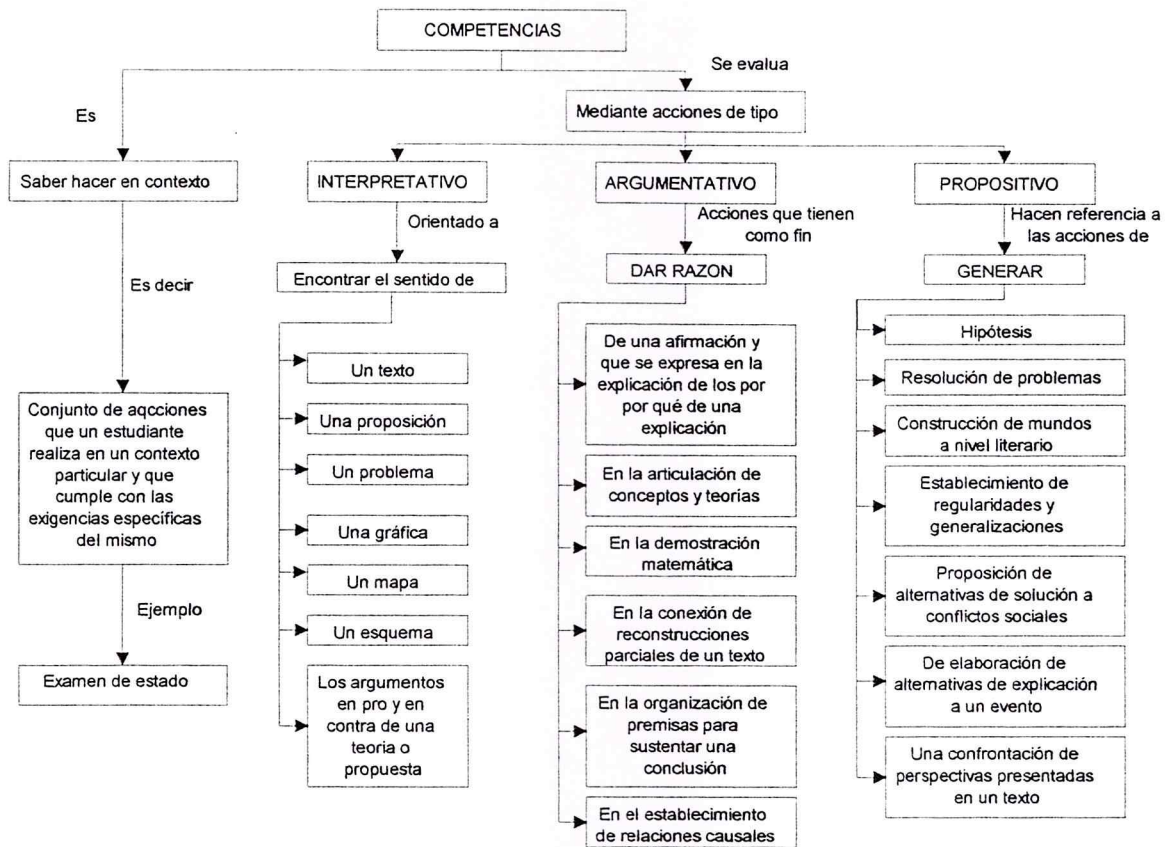 COMPETENCIAS
Se evalua
Es
Mediante acciones de tipo
Saber hacer en contexto
INTERPRETATIVO
ARGUMENTATIVO
PROPOSITIVO
Orientado a
Acciones que tienen
como fin
Hacen referencia a
las acciones de
Es decir
Encontrar el sentido de
DAR RAZON
GENERAR
Conjunto de aqcciones
que un estudiante
realiza en un contexto
particular y que
cumple con las
exigencias específicas
del mismo
Ejemplo
Examen de estado
Un texto
Una proposición
Un problema
Una gráfica
Un mapa
Un esquema
Los argumentos
en pro y en
contra de una
teoria o
propuesta
De una afirmación y
que se expresa en la
explicación de los por
por qué de una
explicación
En la articulación de
conceptos y teorías
En la demostración
matemática
En la conexión de
reconstrucciones
parciales de un texto
En la organización de
premisas para
sustentar una
conclusión
En el establecimiento
de relaciones causales
Hipótesis
Resolución de problemas
Construcción de mundos
a nivel literario
Establecimiento de
regularidades y
generalizaciones
Proposición de
alternativas de solución a
conflictos sociales
De elaboración de
alternativas de explicación
a un evento
Una confrontación de
perspectivas presentadas
en un texto